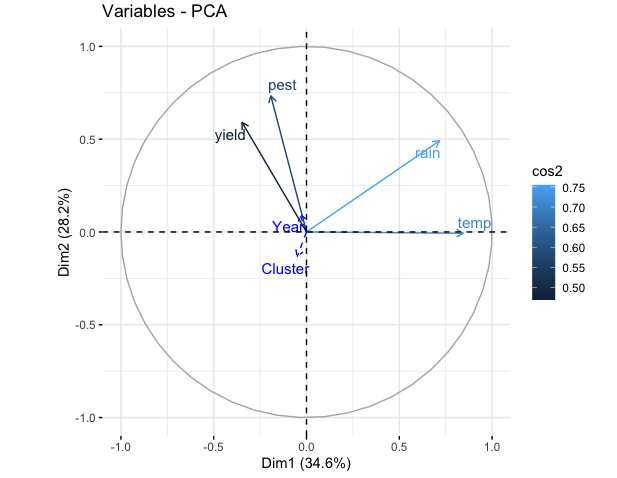 Variables - PCA
1.0
0.5
0.0
-0.5
-1.0
Dim2 (28.2%)
pest
yield
rain
temp
Year
Cluster
-1.0
-0.5
0.0
0.5
1.0
Dim1 (34.6%)
cos2
0.75
0.70
0.65
0.60
0.55
0.50